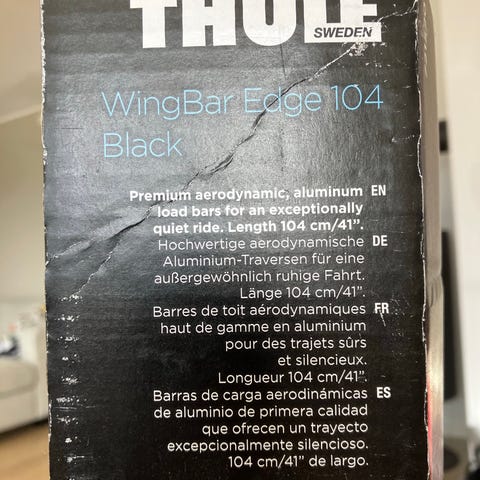 THULE
SWEDEN
WingBar Edge 104
Black
Premium aerodynamic, aluminum EN
load bars for an exceptionally
quiet ride. Length 104 cm/41”.
Hochwertige aerodynamische DE
Aluminium-Traversen für eine
außergewöhnlich ruhige Fahrt.
Länge 104 cm/41”.
Barres de toit aérodynamiques FR
haut de gamme en aluminium
pour des trajets sûrs
et silencieux.
Longueur 104 cm/41”.
Barras de carga aerodinámicas ES
de aluminio de primera calidad
que ofrecen un trayecto
excepcionalmente silencioso.
104 cm/41” de largo.